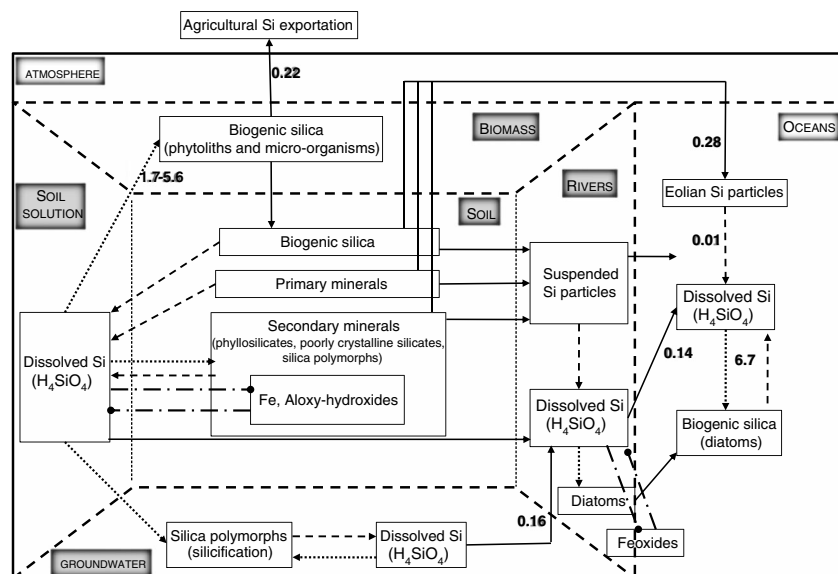 Agricultural Si exportation
0.22
ATMOSPHERE
Biogenic silica
(phytoliths and micro-organisms)
BIOMASS
OCEANS
0.28
1.7-5.6
SOIL
SOLUTION
RIVERS
Eolian Si particles
SOIL
Biogenic silica
0.01
Suspended
Si particles
Primary minerals
Dissolved Si
(H4SiO4)
Secondary minerals
(phyllosilicates, poorly crystalline silicates,
silica polymorphs)
Dissolved Si
(H4SiO4)
0.14
6.7
Fe, Aloxy-hydroxides
Dissolved Si
(H4SiO4)
Biogenic silica
(diatoms)
Diatoms
0.16
Silica polymorphs
(silicification)
Dissolved Si
(H4SiO4)
Feoxides
GROUNDWATER